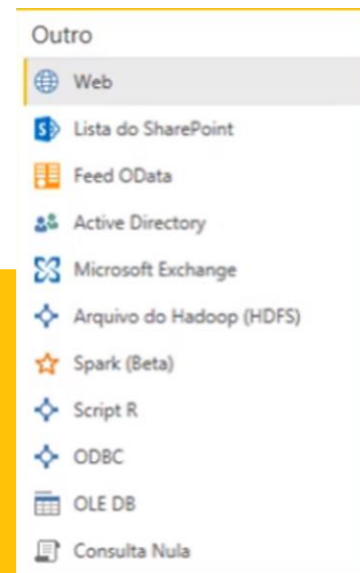 Outro
Web
Lista do SharePoint
Feed OData
Active Directory
Microsoft Exchange
Arquivo do Hadoop (HDFS)
Spark (Beta)
Script R
ODBC
OLE DB
Consulta Nula